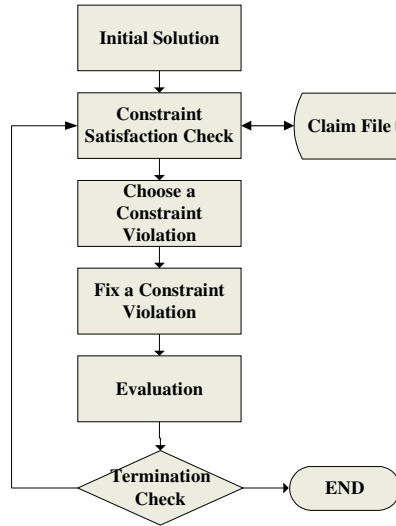 Initial Solution
Constraint
Satisfaction Check
Claim File
Choose a
Constraint
Violation
Fix a Constraint
Violation
Evaluation
Termination
Check
END